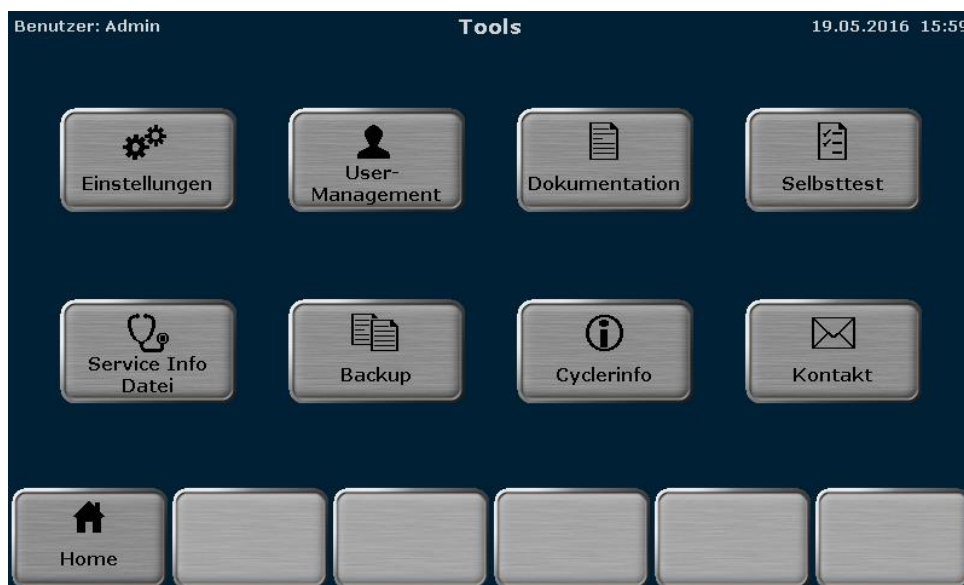 Benutzer: Admin
Tools
19.05.2016 15:59
Einstellungen
User-
Management
Dokumentation
Selbsttest
Service Info
Datei
Backup
Cyclerinfo
Kontakt
Home